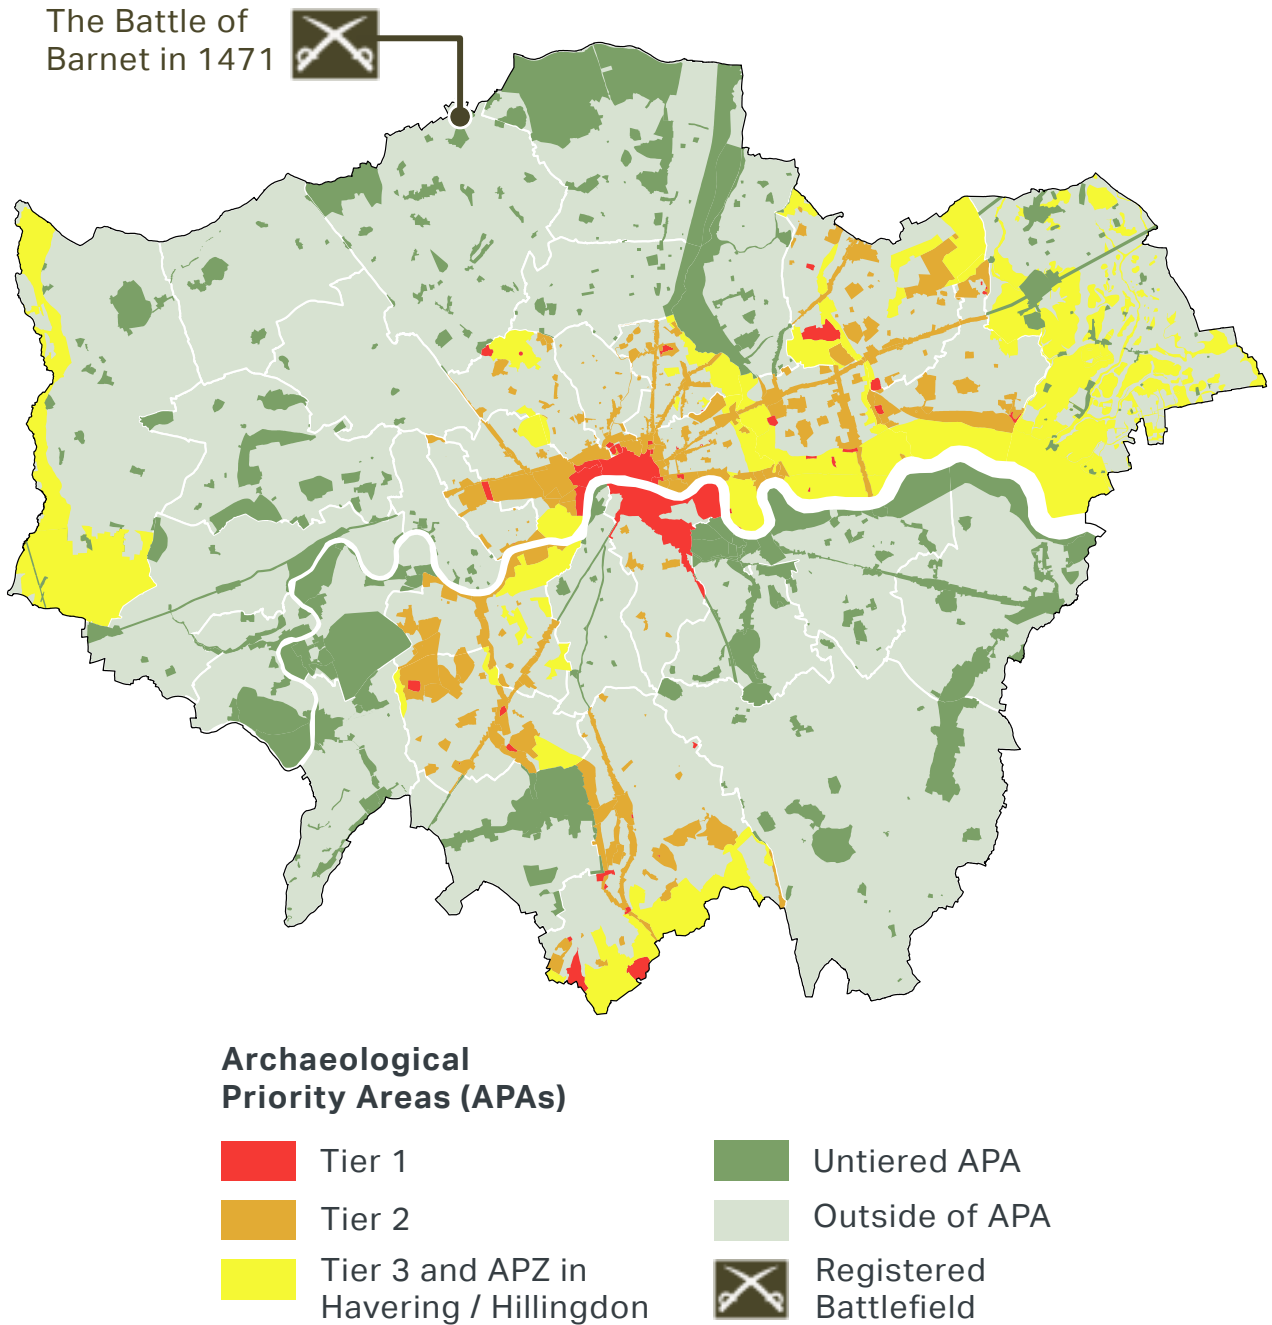 The Battle of
Barnet in 1471
Archaeological
Priority Areas (APAs)
Tier 1
Tier 2
Tier 3 and APZ in
Havering / Hillingdon
Untiered APA
Outside of APA
Registered
Battlefield